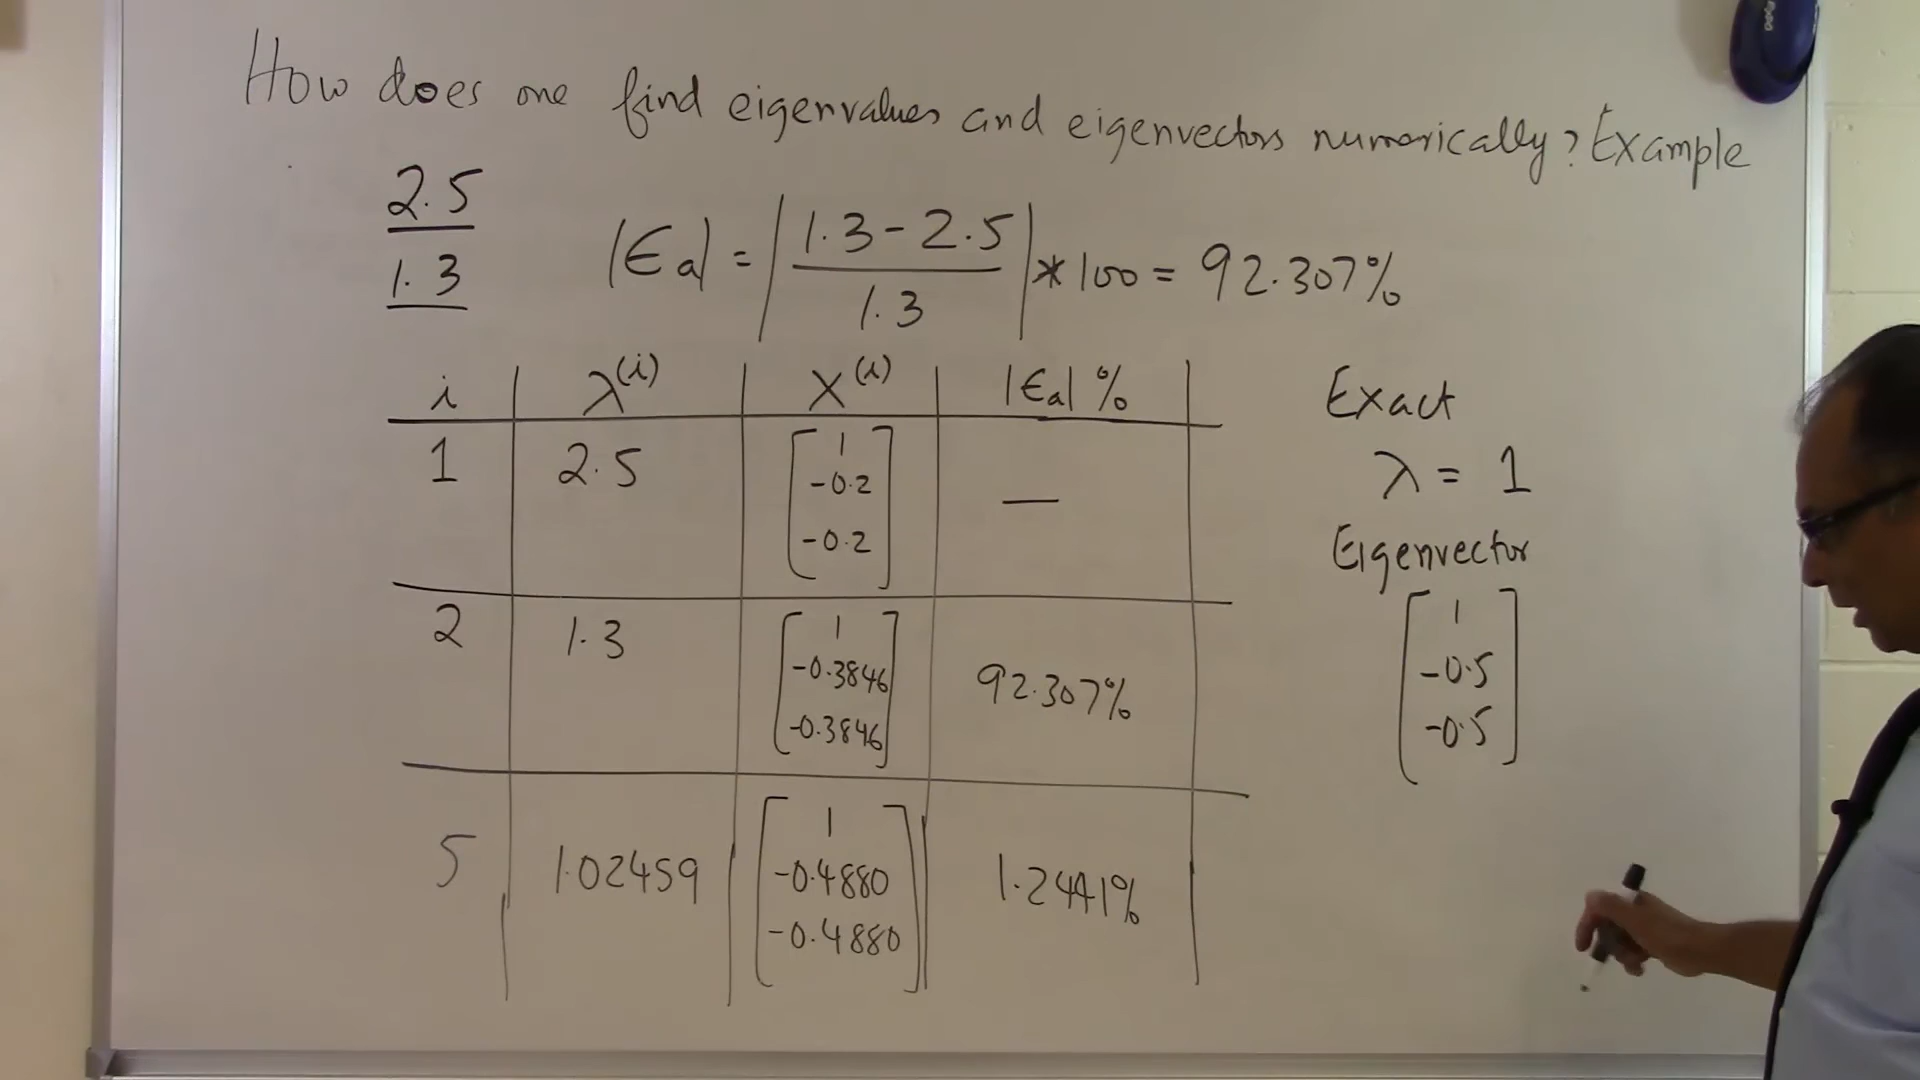 How does one find eigenvalues and eigenvectors numerically? Example
2.5
1.3
|∈a| = |1.3 - 2.5 / 1.3| * 100 = 92.307%
i λ^(i) X^(i) |∈a| %
1 2.5 [1 -0.2 -0.2] —
2 1.3 [1 -0.3846 -0.3846] 92.307%
5 1.02459 [1 -0.4880 -0.4880] 1.2441%
Exact
λ = 1
Eigenvector
[1 -0.5 -0.5]